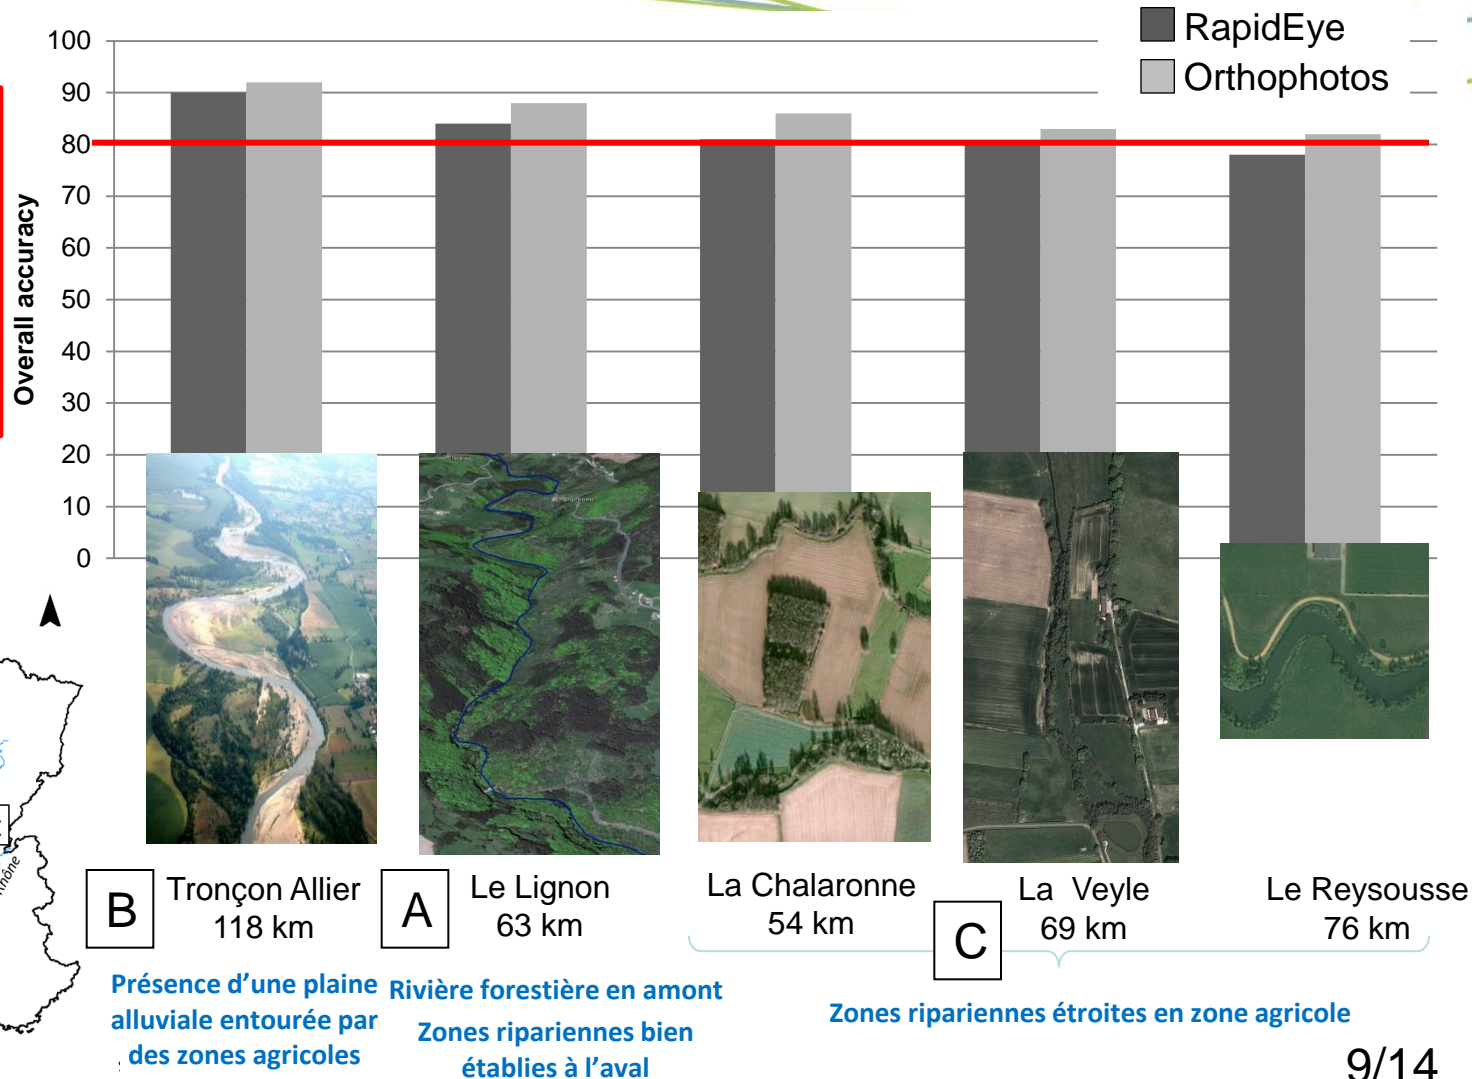 RapidEye
Orthophotos
100
90
80
70
60
50
40
30
20
10
0
Overall accuracy
B
Tronçon Allier
118 km
A
Le Lignon
63 km
La Chalaronne
54 km
C
La Veyle
69 km
Le Reysousse
76 km
Présence d’une plaine
alluviale entourée par
des zones agricoles
Rivière forestière en amont
Zones ripariennes bien
établies à l’aval
Zones ripariennes étroites en zone agricole
9/14